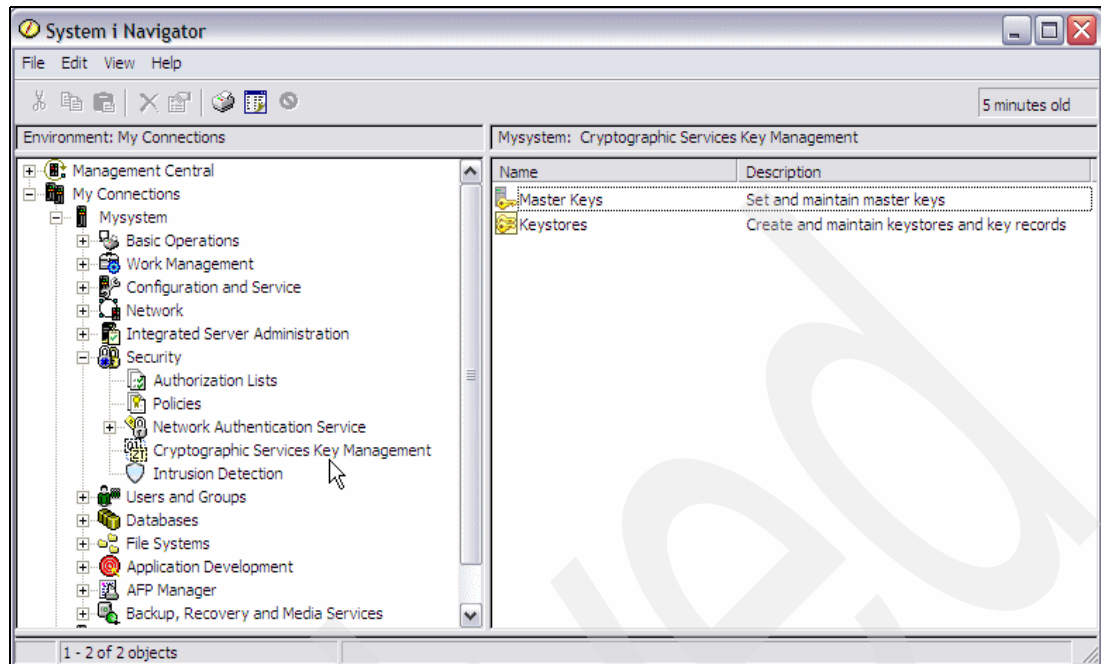 System i Navigator
File Edit View Help
5 minutes old
Environment: My Connections
Mysystem: Cryptographic Services Key Management
Management Central
My Connections
Mysystem
Basic Operations
Work Management
Configuration and Service
Network
Integrated Server Administration
Security
Authorization Lists
Policies
Network Authentication Service
Cryptographic Services Key Management
Intrusion Detection
Users and Groups
Databases
File Systems
Application Development
AFP Manager
Backup, Recovery and Media Services
Name Description
Master Keys Set and maintain master keys
Keystores Create and maintain keystores and key records
1 - 2 of 2 objects